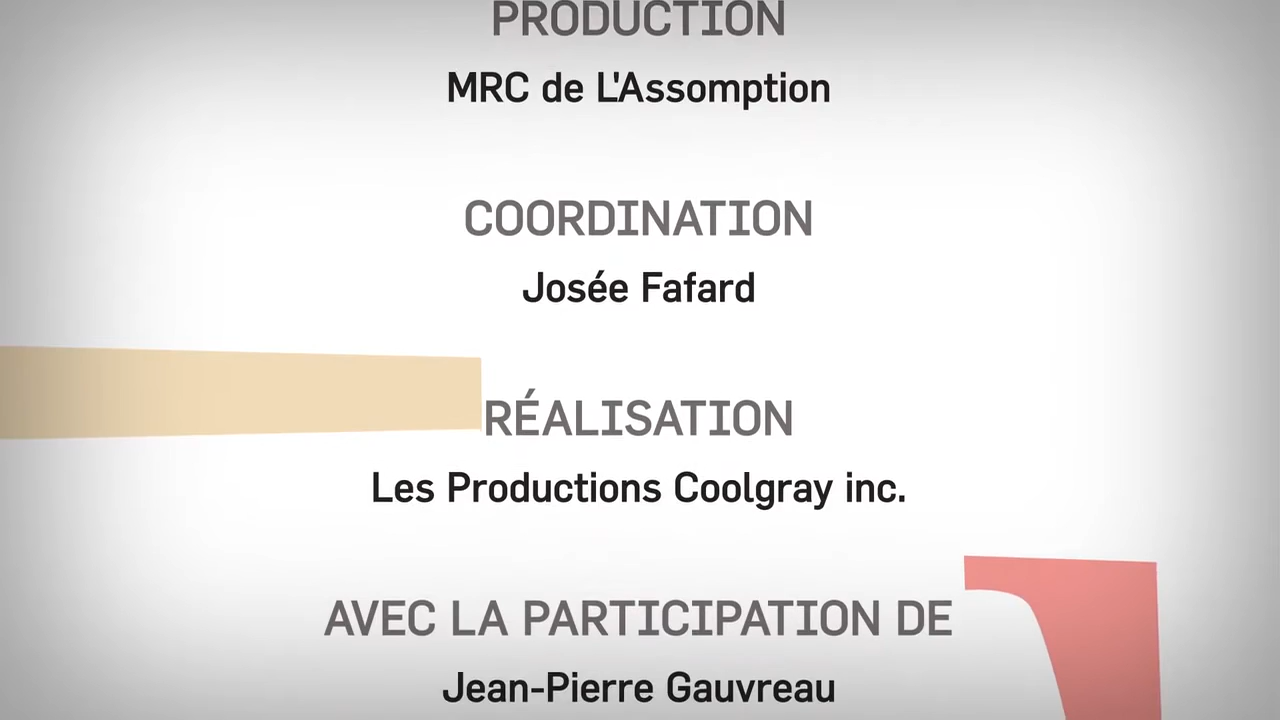 PRODUCTION
MRC de L'Assomption
COORDINATION
Josée Fafard
RÉALISATION
Les Productions Coolgray inc.
AVEC LA PARTICIPATION DE
Jean-Pierre Gauvreau